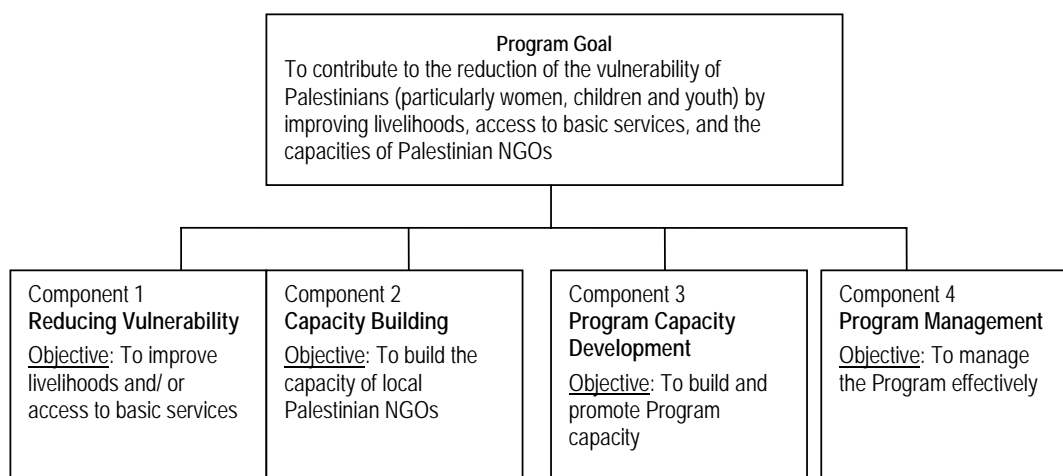 Program Goal
To contribute to the reduction of the vulnerability of
Palestinians (particularly women, children and youth) by
improving livelihoods, access to basic services, and the
capacities of Palestinian NGOs
Component 1
Reducing Vulnerability
Objective: To improve
livelihoods and/ or
access to basic services
Component 2
Capacity Building
Objective: To build the
capacity of local
Palestinian NGOs
Component 3
Program Capacity
Development
Objective: To build and
promote Program
capacity
Component 4
Program Management
Objective: To manage
the Program effectively